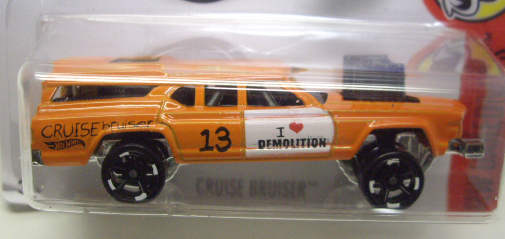 CRUISE BRUISER
Hot Wheels
13
I ❤
DEMOLITION
CRUISE BRUISER™